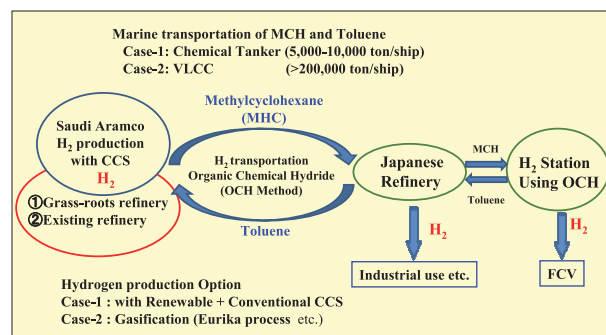 Marine transportation of MCH and Toluene
Case-1: Chemical Tanker (5,000-10,000 ton/ship)
Case-2: VLCC (>200,000 ton/ship)
Methylcyclohexane
(MHC)
Saudi Aramco
H2 production
with CCS
H2
①Grass-roots refinery
②Existing refinery
H2 transportation
Organic Chemical Hydride
(OCH Method)
Toluene
Japanese
Refinery
MCH
Toluene
H2 Station
Using OCH
H2
H2
Industrial use etc.
FCV
Hydrogen production Option
Case-1 : with Renewable + Conventional CCS
Case-2 : Gasification (Eurika process etc.)